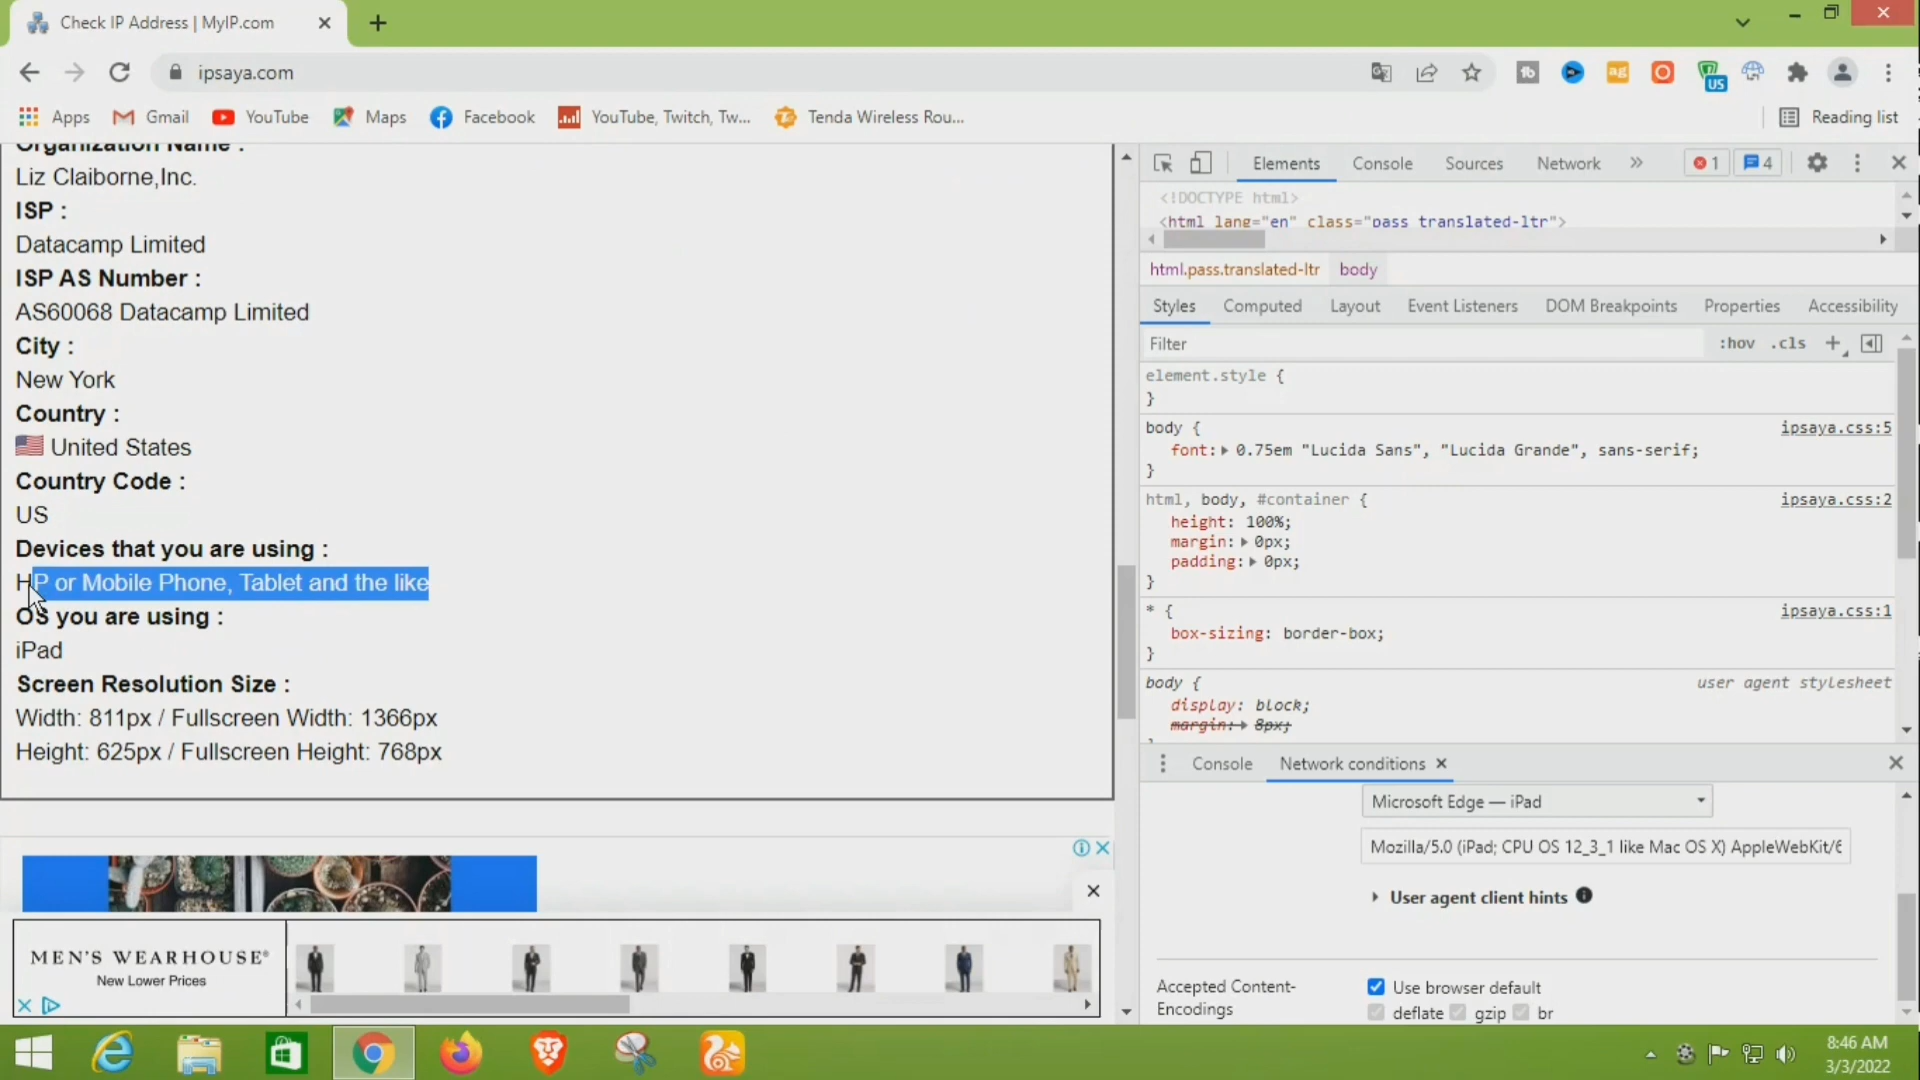 Check IP Address | MyIP.com
ipsaya.com
US
Apps
Gmail
YouTube
Maps
Facebook
YouTube, Twitch, Tw...
Tenda Wireless Rou...
Reading list
Organization Name :
Liz Claiborne,Inc.
ISP :
Datacamp Limited
ISP AS Number :
AS60068 Datacamp Limited
City :
New York
Country :
United States
Country Code :
US
Devices that you are using :
HP or Mobile Phone, Tablet and the like
OS you are using :
iPad
Screen Resolution Size :
Width: 811px / Fullscreen Width: 1366px
Height: 625px / Fullscreen Height: 768px
MEN'S WEARHOUSE®
New Lower Prices
Elements Console Sources Network » 1 4
<!DOCTYPE html>
<html lang="en" class="pass translated-ltr">
html.pass.translated-ltr body
Styles Computed Layout Event Listeners DOM Breakpoints Properties Accessibility
Filter :hov .cls +
element.style {
}
body { ipsaya.css:5
font: 0.75em "Lucida Sans", "Lucida Grande", sans-serif;
}
html, body, #container { ipsaya.css:2
height: 100%;
margin: 0px;
padding: 0px;
}
* { ipsaya.css:1
box-sizing: border-box;
}
body { user agent stylesheet
display: block;
margin: 8px;
Console Network conditions
Microsoft Edge — iPad
Mozilla/5.0 (iPad; CPU OS 12_3_1 like Mac OS X) AppleWebKit/6
User agent client hints
Accepted Content-
Encodings
Use browser default
deflate gzip br
8:46 AM
3/3/2022